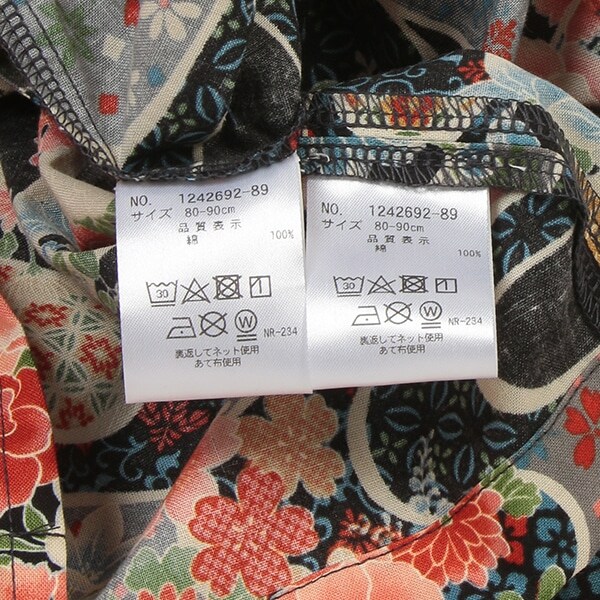 NO. 1242692-89
サイズ 80-90cm
品質表示
綿 100%
30
W NR-234
裏返してネット使用
あて布使用
NO. 1242692-89
サイズ 80-90cm
品質表示
綿 100%
30
W NR-234
裏返してネット使用
あて布使用